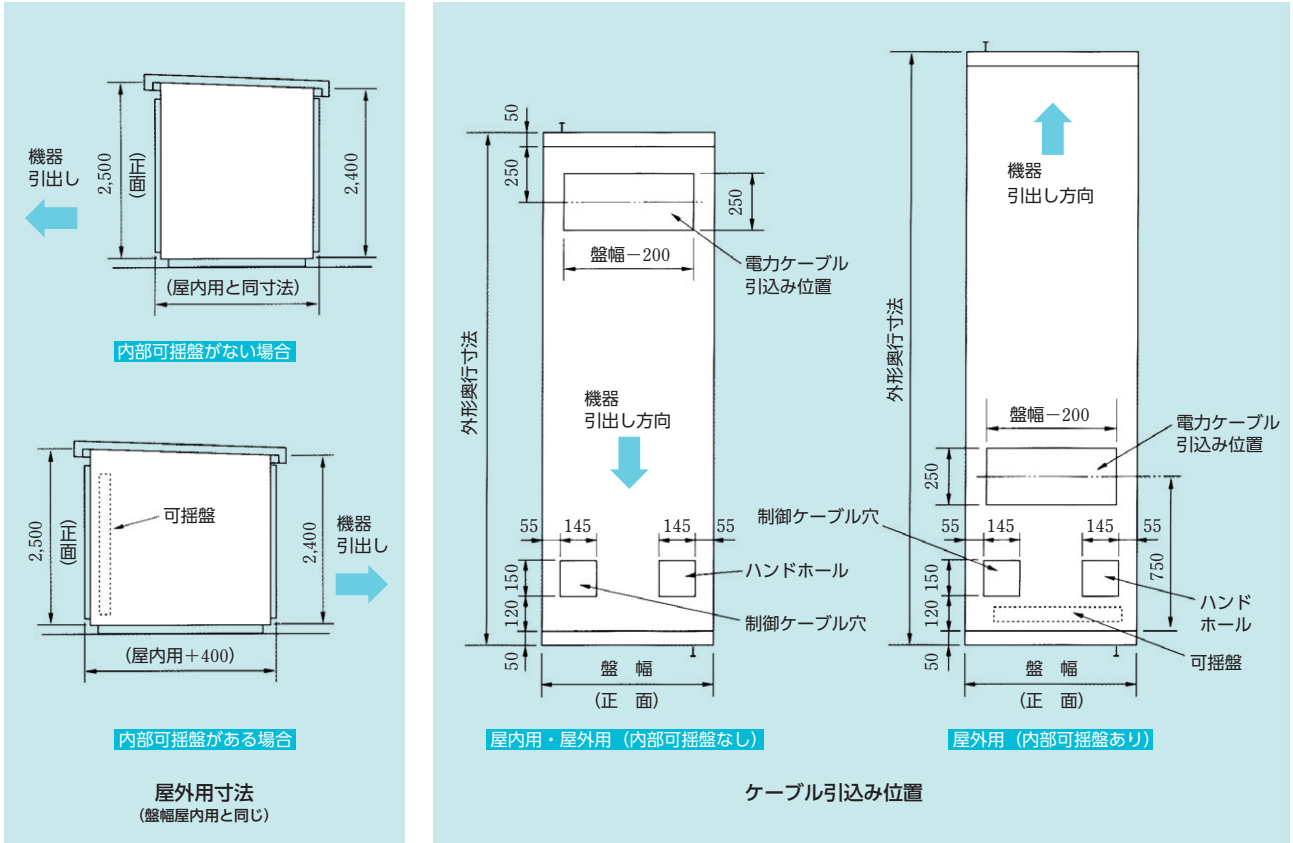 2,500
(正面)
2,400
機器
引出し
(屋内用と同寸法)
内部可揺盤がない場合
2,500
(正面)
可揺盤
2,400
機器
引出し
(屋内用+400)
内部可揺盤がある場合
屋外用寸法
(盤幅屋内用と同じ)
50
250
250
盤幅-200
電力ケーブル
引込み位置
外形奥行寸法
機器
引出し方向
55
145
145
55
150
120
50
ハンドホール
制御ケーブル穴
盤 幅
(正 面)
屋内用・屋外用(内部可揺盤なし)
機器
引出し方向
外形奥行寸法
盤幅-200
電力ケーブル
引込み位置
250
制御ケーブル穴
55
145
145
55
150
120
750
50
ハンド
ホール
可揺盤
盤 幅
(正 面)
屋外用(内部可揺盤あり)
ケーブル引込み位置